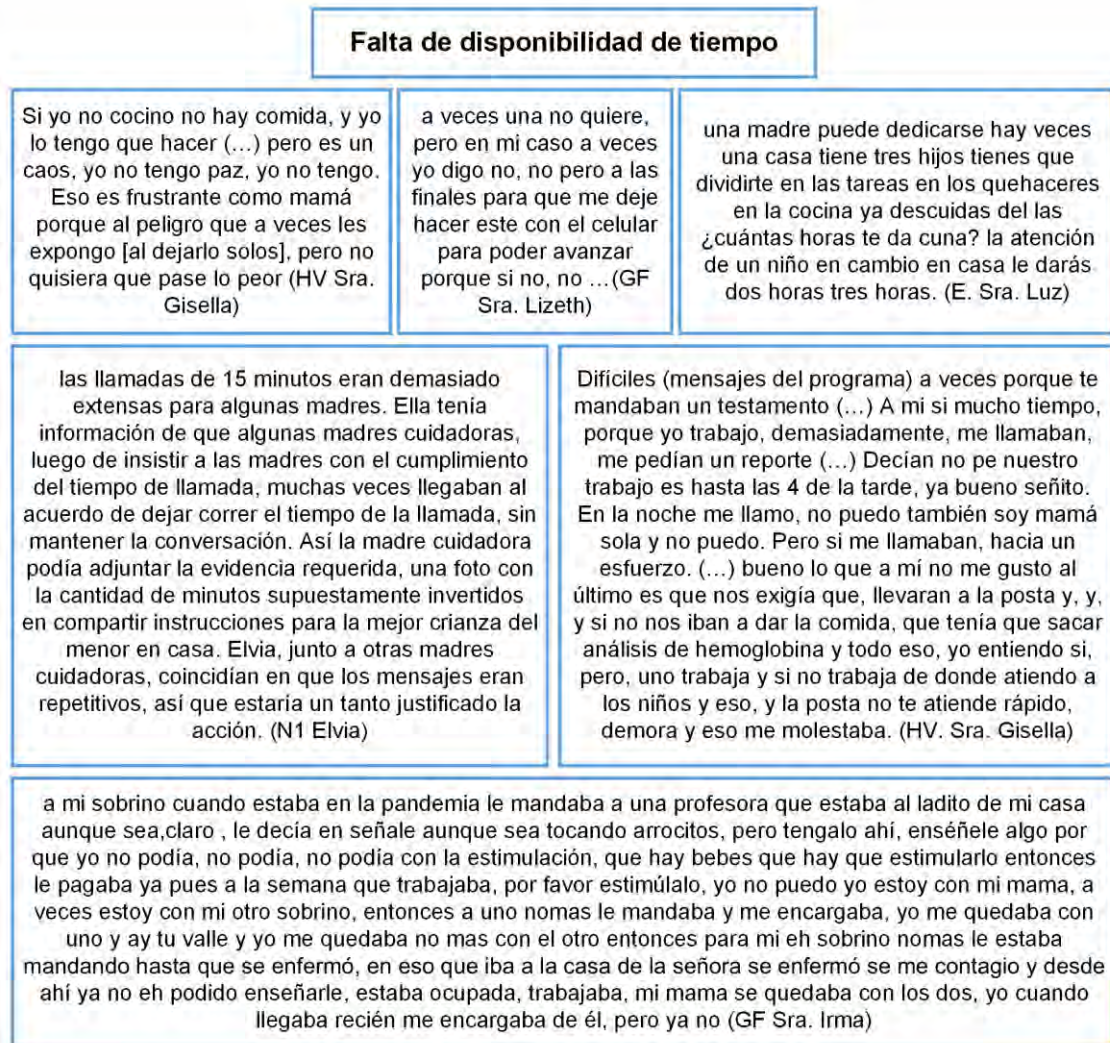 Falta de disponibilidad de tiempo
Si yo no cocino no hay comida, y yo
lo tengo que hacer (…) pero es un
caos, yo no tengo paz, yo no tengo.
Eso es frustrante como mamá
porque al peligro que a veces les
expongo [al dejarlo solos], pero no
quisiera que pase lo peor (HV Sra.
Gisella)
a veces una no quiere,
pero en mi caso a veces
yo digo no, no pero a las
finales para que me deje
hacer este con el celular
para poder avanzar
porque si no, no …(GF
Sra. Lizeth)
una madre puede dedicarse hay veces
una casa tiene tres hijos tienes que
dividirte en las tareas en los quehaceres
en la cocina ya descuidas del las
¿cuántas horas te da cuna? la atención
de un niño en cambio en casa le darás
dos horas tres horas. (E. Sra. Luz)
las llamadas de 15 minutos eran demasiado
extensas para algunas madres. Ella tenía
información de que algunas madres cuidadoras,
luego de insistir a las madres con el cumplimiento
del tiempo de llamada, muchas veces llegaban al
acuerdo de dejar correr el tiempo de la llamada, sin
mantener la conversación. Así la madre cuidadora
podía adjuntar la evidencia requerida, una foto con
la cantidad de minutos supuestamente invertidos
en compartir instrucciones para la mejor crianza del
menor en casa. Elvia, junto a otras madres
cuidadoras, coincidían en que los mensajes eran
repetitivos, así que estaría un tanto justificado la
acción. (N1 Elvia)
Difíciles (mensajes del programa) a veces porque te
mandaban un testamento (…) A mi si mucho tiempo,
porque yo trabajo, demasiadamente, me llamaban,
me pedían un reporte (…) Decían no pe nuestro
trabajo es hasta las 4 de la tarde, ya bueno señito.
En la noche me llamo, no puedo también soy mamá
sola y no puedo. Pero si me llamaban, hacia un
esfuerzo. (…) bueno lo que a mí no me gusto al
último es que nos exigía que, llevaran a la posta y, y,
y si no nos iban a dar la comida, que tenía que sacar
análisis de hemoglobina y todo eso, yo entiendo si,
pero, uno trabaja y si no trabaja de donde atiendo a
los niños y eso, y la posta no te atiende rápido,
demora y eso me molestaba. (HV. Sra. Gisella)
a mi sobrino cuando estaba en la pandemia le mandaba a una profesora que estaba al ladito de mi casa
aunque sea,claro , le decía en señale aunque sea tocando arrocitos, pero tengalo ahí, enséñele algo por
que yo no podía, no podía, no podía con la estimulación, que hay bebes que hay que estimularlo entonces
le pagaba ya pues a la semana que trabajaba, por favor estimúlalo, yo no puedo yo estoy con mi mama, a
veces estoy con mi otro sobrino, entonces a uno nomas le mandaba y me encargaba, yo me quedaba con
uno y ay tu valle y yo me quedaba no mas con el otro entonces para mi eh sobrino nomas le estaba
mandando hasta que se enfermó, en eso que iba a la casa de la señora se enfermó se me contagio y desde
ahí ya no eh podido enseñarle, estaba ocupada, trabajaba, mi mama se quedaba con los dos, yo cuando
llegaba recién me encargaba de él, pero ya no (GF Sra. Irma)